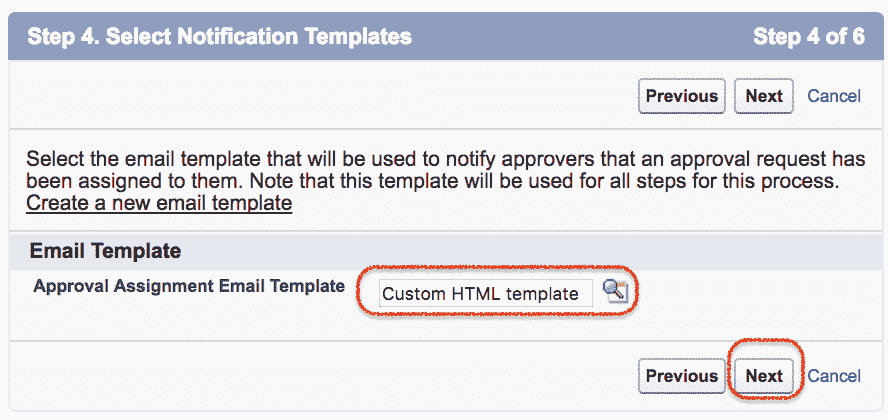 Step 4. Select Notification Templates Step 4 of 6
Previous Next Cancel
Select the email template that will be used to notify approvers that an approval request has
been assigned to them. Note that this template will be used for all steps for this process.
Create a new email template
Email Template
Approval Assignment Email Template Custom HTML template
Previous Next Cancel